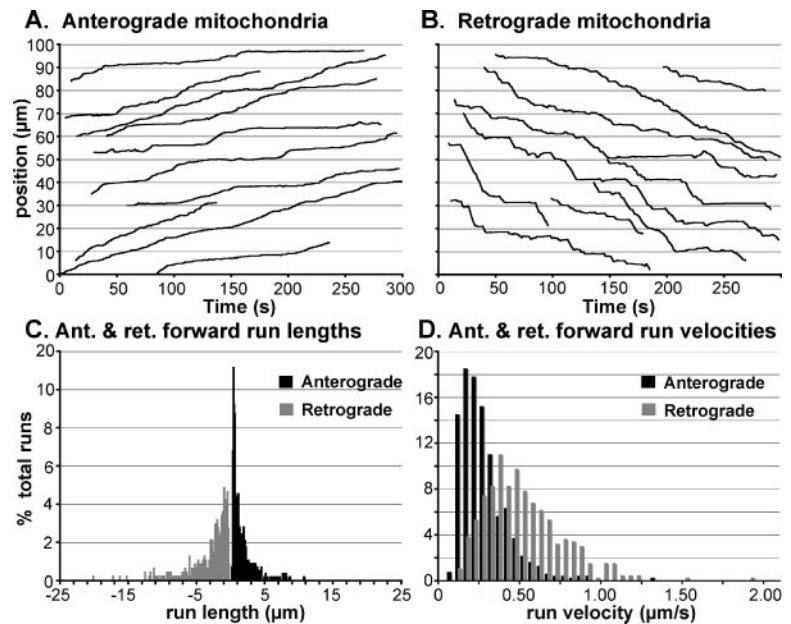 A. Anterograde mitochondria
position (µm)
100
90
80
70
60
50
40
30
20
10
0
0 50 100 150 200 250 300
Time (s)
B. Retrograde mitochondria
0 50 100 150 200 250
Time (s)
C. Ant. & ret. forward run lengths
% total runs
20
10
8
6
4
2
0
Anterograde
Retrograde
-25 -15 -5 5 15 25
run length (µm)
D. Ant. & ret. forward run velocities
20
18
16
12
8
4
0
Anterograde
Retrograde
0 0.50 1.00 1.50 2.00
run velocity (µm/s)